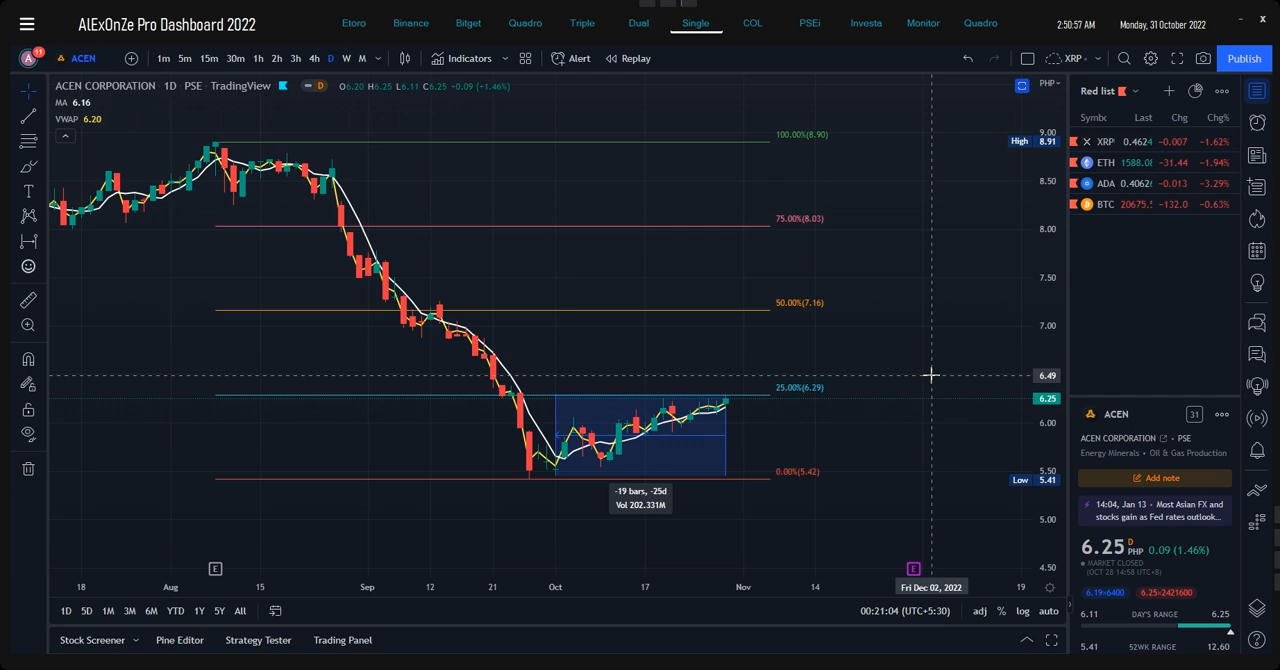 AlExOnZe Pro Dashboard 2022
Etoro Binance Bitget Quadro Triple Dual Single COL PSEi Investa Monitor Quadro
2:50:57 AM Monday, 31 October 2022 – x
A 11 ACEN 1m 5m 15m 30m 1h 2h 3h 4h D W M Indicators Alert Replay XRP Publish
ACEN CORPORATION 1D PSE TradingView D O6.20 H6.25 L6.11 C6.25 +0.09 (+1.46%)
PHP
MA 6.16
VWAP 6.20
100.00%(8.90)
75.00%(8.03)
50.00%(7.16)
25.00%(6.29)
0.00%(5.42)
-19 bars, -25d
Vol 202.331M
9.00
High 8.91
8.50
8.00
7.50
7.00
6.49
6.25
6.00
5.50
Low 5.41
5.00
4.50
E E
18 Aug 15 Sep 12 21 Oct 17 Nov 14 Fri Dec 02, 2022 19
1D 5D 1M 3M 6M YTD 1Y 5Y All 00:21:04 (UTC+5:30) adj % log auto
Stock Screener Pine Editor Strategy Tester Trading Panel
Red list
Last Chg Chg%
XRP 0.4624 -0.007 -1.62%
ETH -31.44 -1.94%
ADA -0.013 -3.29%
BTC 20675. -132.0 -0.63%
ACEN 31
ACEN CORPORATION • PSE
Energy Minerals • Oil & Gas Production
Add note
14:04, Jan 13 • Most Asian FX and
stocks gain as Fed rates outlook...
6.25 D PHP 0.09 (1.46%)
MARKET CLOSED
(OCT 28 14:58 UTC+8)
6.19×6400 6.25×2421600
6.11 DAY'S RANGE 6.25
5.41 52WK RANGE 12.60